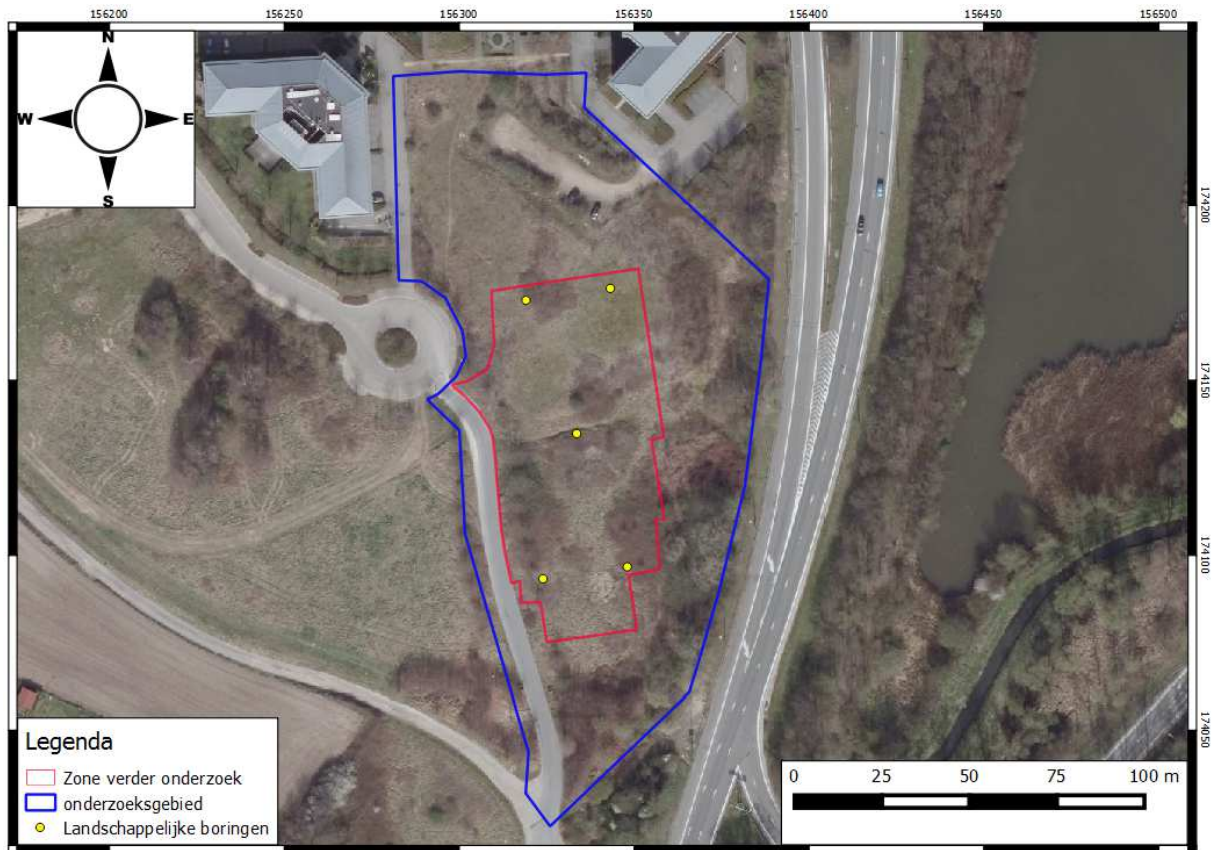 156200 156250 156300 156350 156400 156450 156500
N
W E
S
174200
174150
174100
174050
Legenda
Zone verder onderzoek
onderzoeksgebied
Landschappelijke boringen
0 25 50 75 100 m